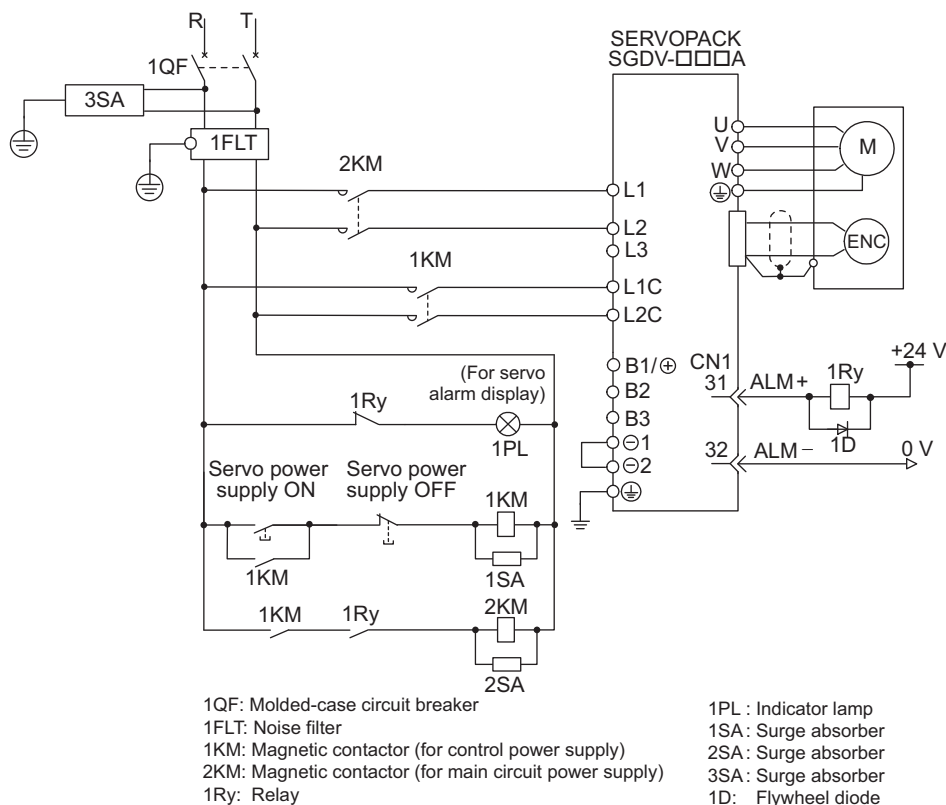 R T
SERVOPACK
SGDV-□□□A
1QF
3SA
1FLT
U
V
W
M
2KM
L1
L2
L3
ENC
1KM
L1C
L2C
+24 V
(For servo
alarm display)
B1/⊕
CN1
31
ALM+
1Ry
1Ry
B2
B3
1PL
1D
⊖1
32
ALM−
0 V
⊖2
Servo power
supply ON
Servo power
supply OFF
1KM
1KM
1SA
1KM
1Ry
2KM
2SA
1QF: Molded-case circuit breaker
1FLT: Noise filter
1KM: Magnetic contactor (for control power supply)
2KM: Magnetic contactor (for main circuit power supply)
1Ry: Relay
1PL : Indicator lamp
1SA : Surge absorber
2SA : Surge absorber
3SA : Surge absorber
1D: Flywheel diode